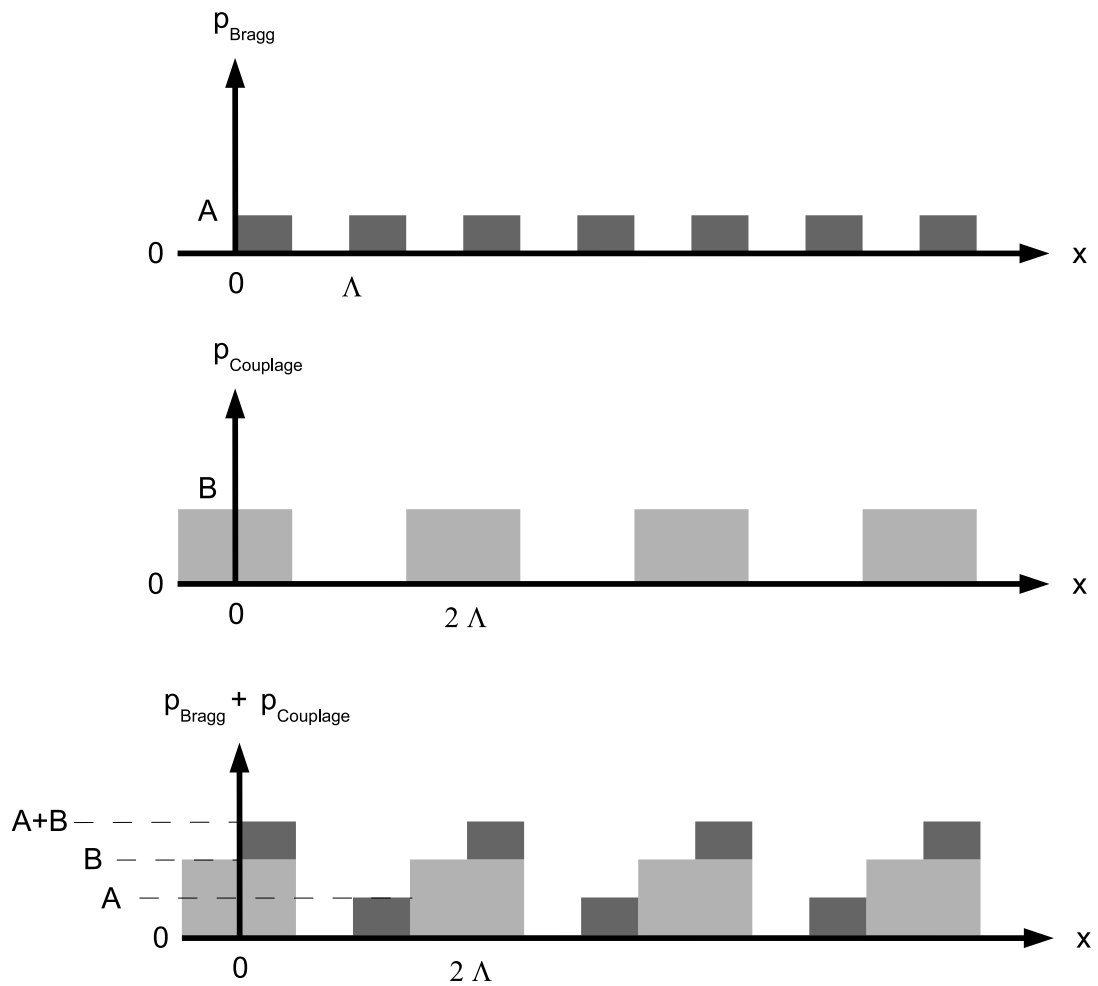 p_Bragg
A
0
x
0
Λ
p_Couplage
B
0
x
0
2 Λ
p_Bragg + p_Couplage
A+B
B
A
0
x
0
2 Λ